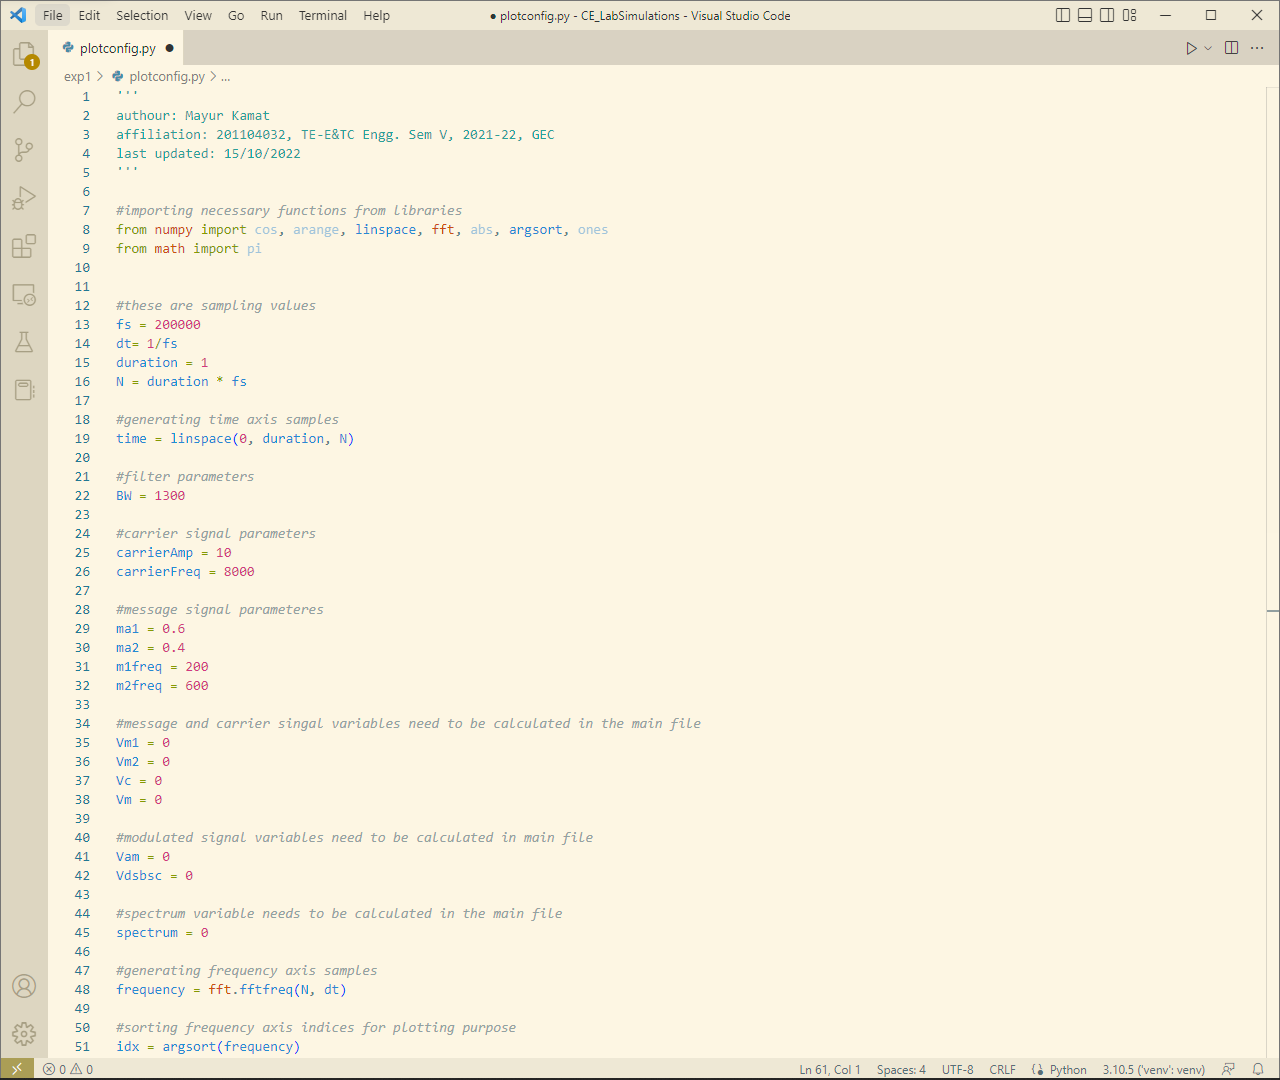 File Edit Selection View Go Run Terminal Help ● plotconfig.py - CE_LabSimulations - Visual Studio Code
plotconfig.py ●
1
exp1 > plotconfig.py > ...
1 '''
2 authour: Mayur Kamat
3 affiliation: 201104032, TE-E&TC Engg. Sem V, 2021-22, GEC
4 last updated: 15/10/2022
5 '''
6
7 #importing necessary functions from libraries
8 from numpy import cos, arange, linspace, fft, abs, argsort, ones
9 from math import pi
10
11
12 #these are sampling values
13 fs = 200000
14 dt= 1/fs
15 duration = 1
16 N = duration * fs
17
18 #generating time axis samples
19 time = linspace(0, duration, N)
20
21 #filter parameters
22 BW = 1300
23
24 #carrier signal parameters
25 carrierAmp = 10
26 carrierFreq = 8000
27
28 #message signal parameteres
29 ma1 = 0.6
30 ma2 = 0.4
31 m1freq = 200
32 m2freq = 600
33
34 #message and carrier singal variables need to be calculated in the main file
35 Vm1 = 0
36 Vm2 = 0
37 Vc = 0
38 Vm = 0
39
40 #modulated signal variables need to be calculated in main file
41 Vam = 0
42 Vdsbsc = 0
43
44 #spectrum variable needs to be calculated in the main file
45 spectrum = 0
46
47 #generating frequency axis samples
48 frequency = fft.fftfreq(N, dt)
49
50 #sorting frequency axis indices for plotting purpose
51 idx = argsort(frequency)
0 0 Ln 61, Col 1 Spaces: 4 UTF-8 CRLF Python 3.10.5 ('venv': venv)